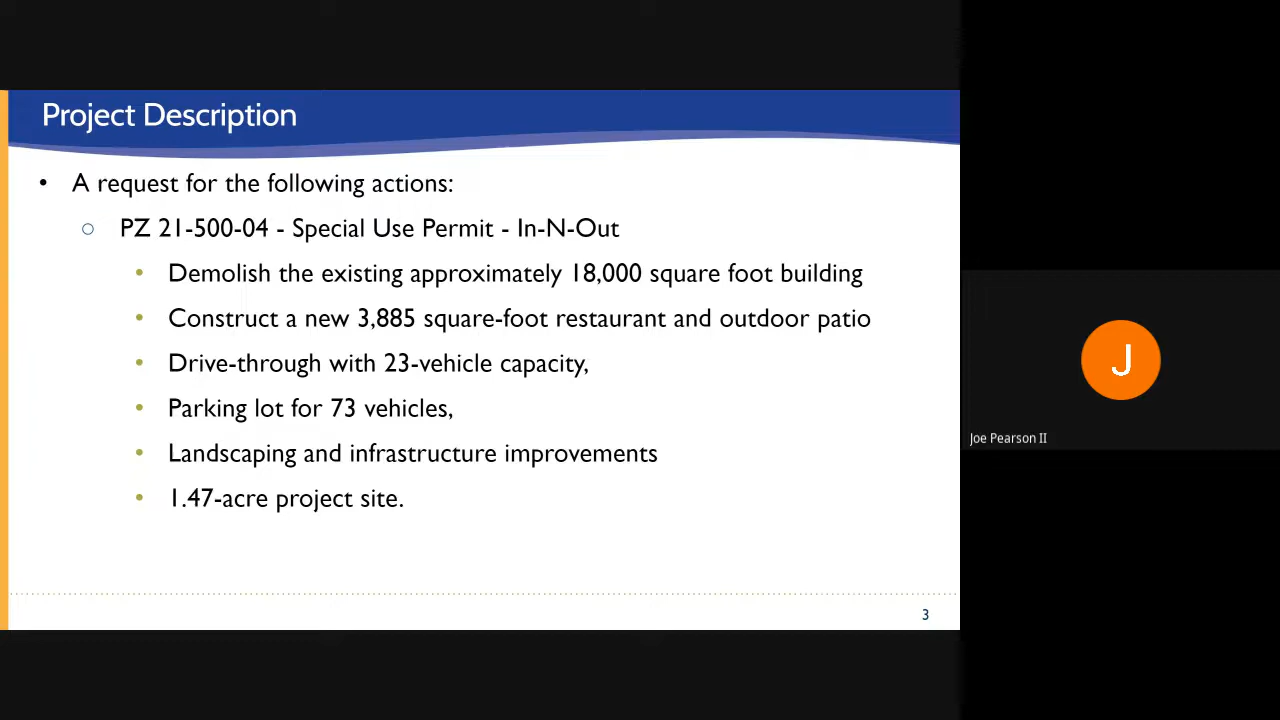 Project Description
• A request for the following actions:
○ PZ 21-500-04 - Special Use Permit - In-N-Out
• Demolish the existing approximately 18,000 square foot building
• Construct a new 3,885 square-foot restaurant and outdoor patio
• Drive-through with 23-vehicle capacity,
• Parking lot for 73 vehicles,
• Landscaping and infrastructure improvements
• 1.47-acre project site.
3
J
Joe Pearson II